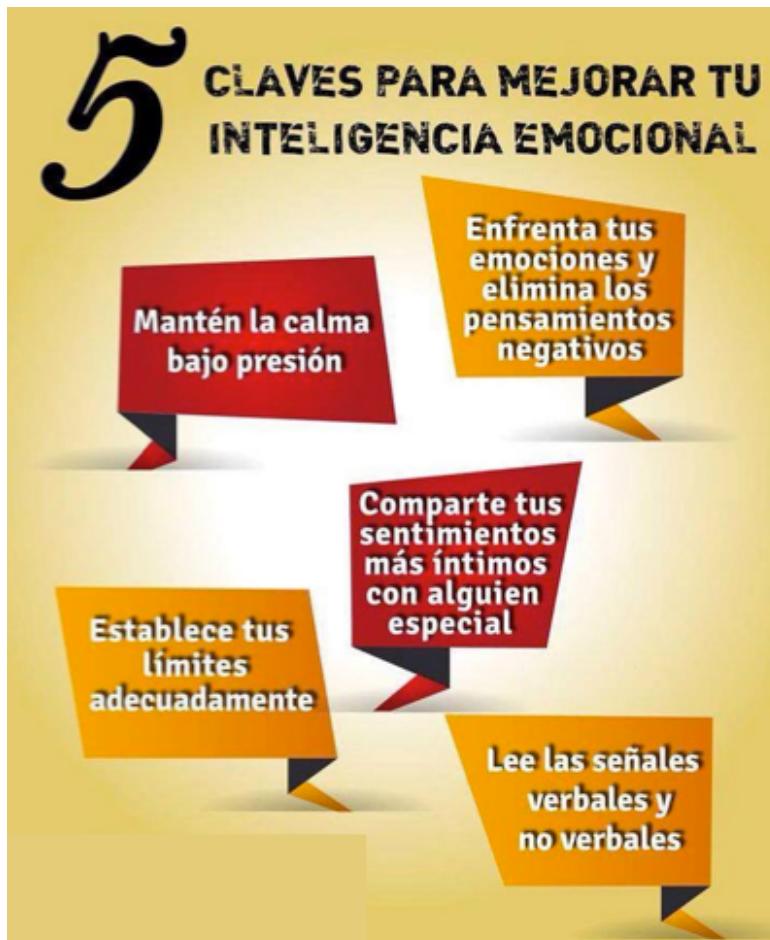 5 CLAVES PARA MEJORAR TU
INTELIGENCIA EMOCIONAL
Mantén la calma
bajo presión
Enfrenta tus
emociones y
elimina los
pensamientos
negativos
Comparte tus
sentimientos
más íntimos
con alguien
especial
Establece tus
límites
adecuadamente
Lee las señales
verbales y
no verbales